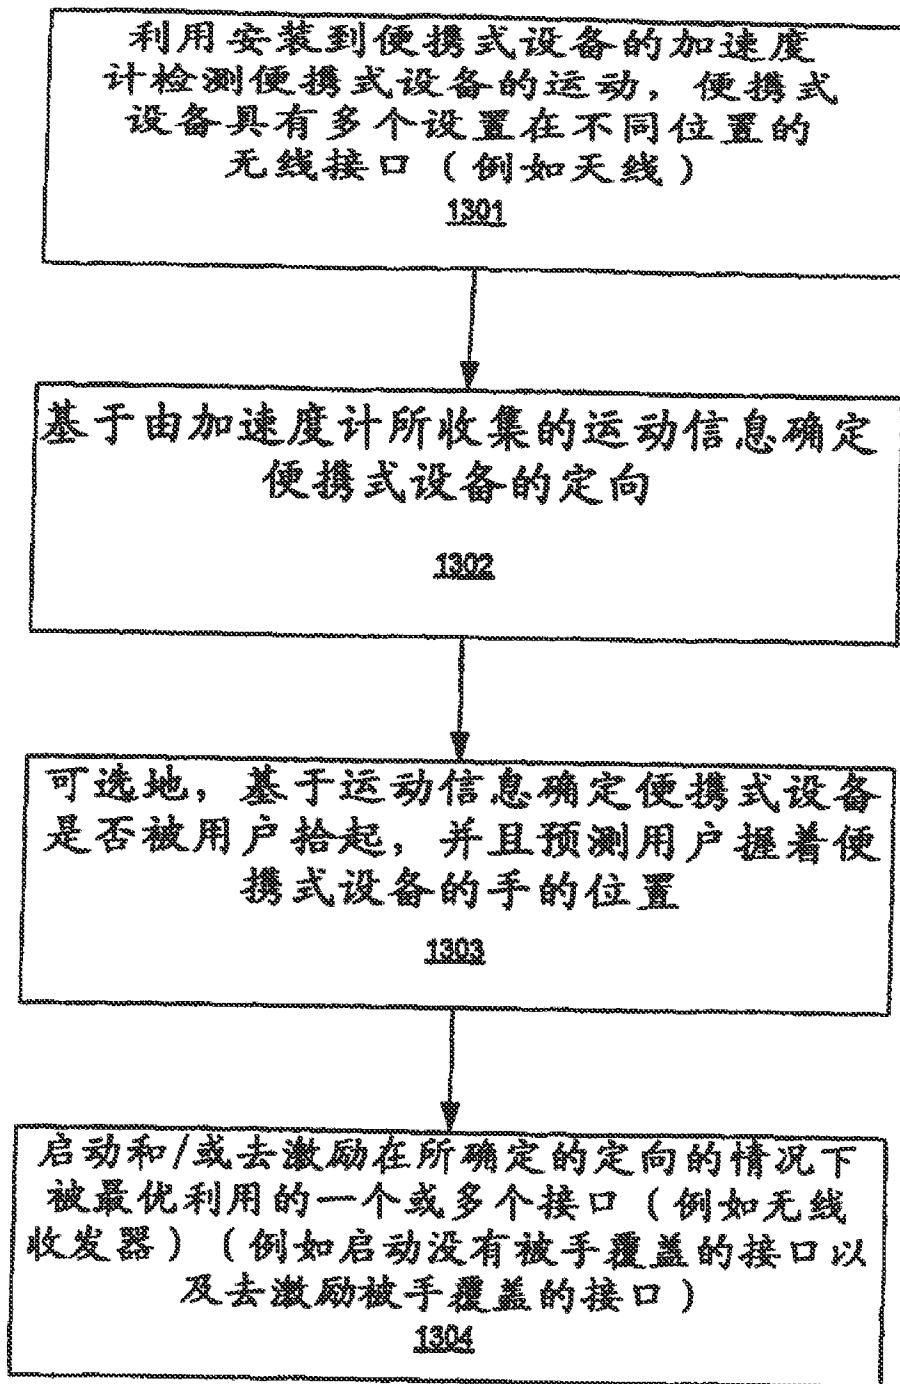 利用安装到便携式设备的加速度
计检测便携式设备的运动，便携式
设备具有多个设置在不同位置的
无线接口（例如天线）
1301
基于由加速度计所收集的运动信息确定
便携式设备的定向
1302
可选地，基于运动信息确定便携式设备
是否被用户拾起，并且预测用户握着便
携式设备的手的位置
1303
启动和/或去激励在所确定的定向的情况下
被最优利用的一个或多个接口（例如无线
收发器）（例如启动没有被手覆盖的接口以
及去激励被手覆盖的接口）
1304